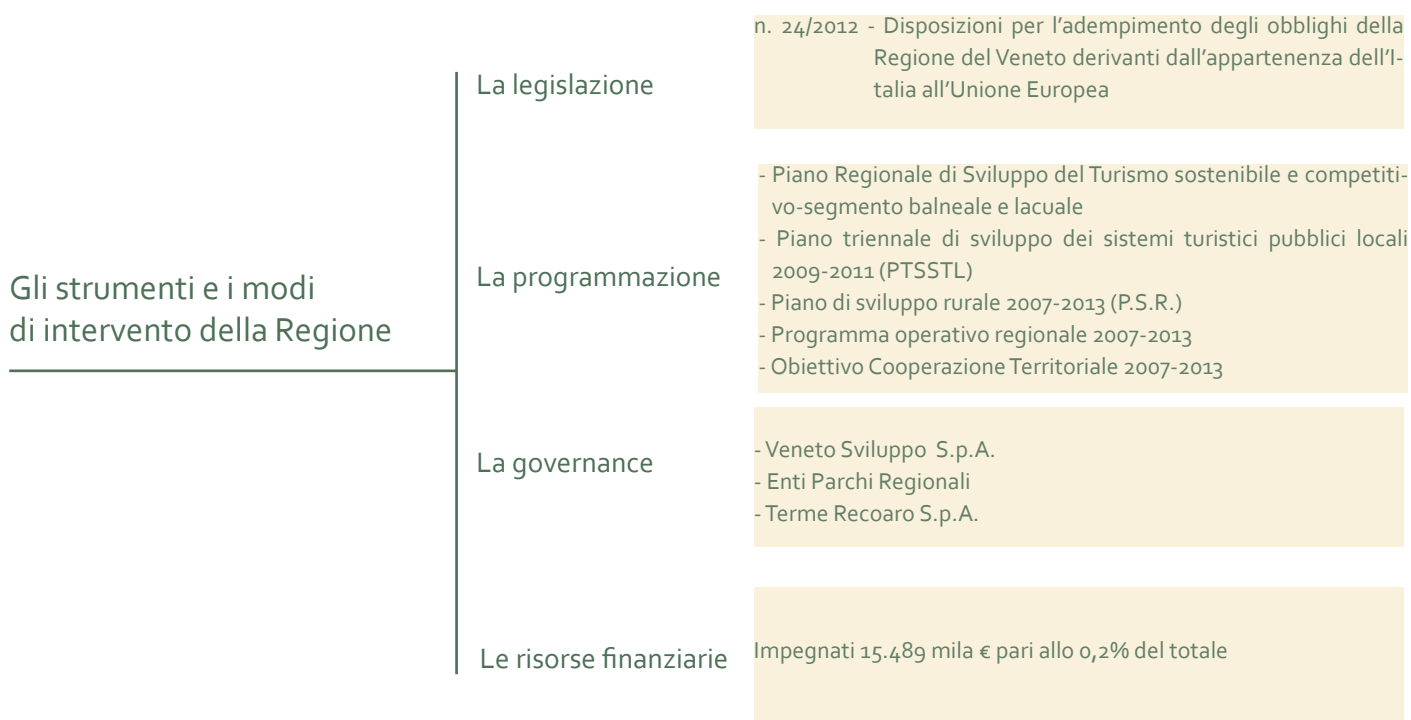 Gli strumenti e i modi
di intervento della Regione
La legislazione
n. 24/2012 - Disposizioni per l'adempimento degli obblighi della
Regione del Veneto derivanti dall'appartenenza dell'I-
talia all'Unione Europea
La programmazione
- Piano Regionale di Sviluppo del Turismo sostenibile e competiti-
vo-segmento balneale e lacuale
- Piano triennale di sviluppo dei sistemi turistici pubblici locali
2009-2011 (PTSSTL)
- Piano di sviluppo rurale 2007-2013 (P.S.R.)
- Programma operativo regionale 2007-2013
- Obiettivo Cooperazione Territoriale 2007-2013
La governance
- Veneto Sviluppo S.p.A.
- Enti Parchi Regionali
- Terme Recoaro S.p.A.
Le risorse finanziarie
Impegnati 15.489 mila € pari allo 0,2% del totale